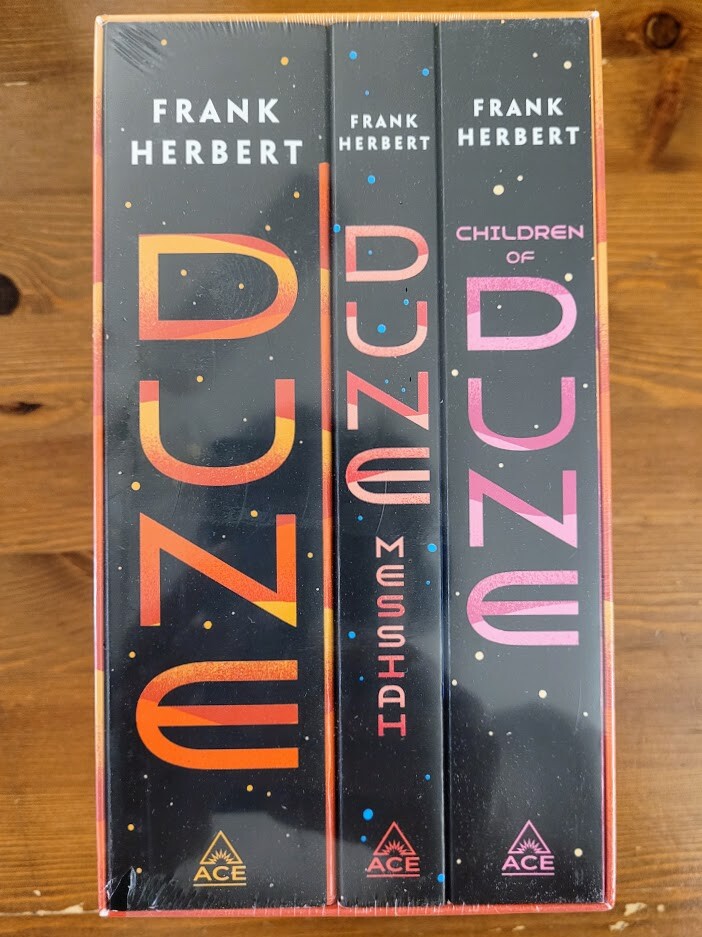 FRANK
HERBERT
DUNE
ACE
FRANK
HERBERT
DUNE
MESSIAH
ACE
FRANK
HERBERT
CHILDREN
OF
DUNE
ACE